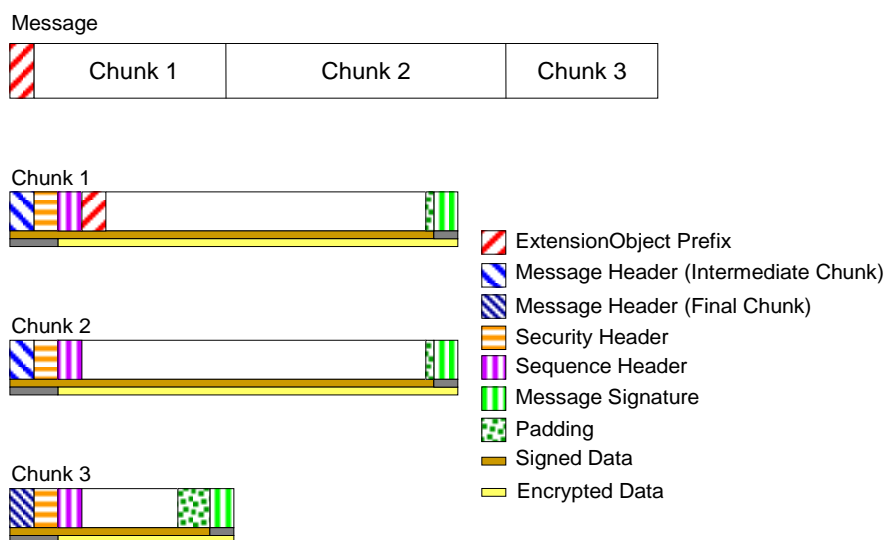 Message
Chunk 1
Chunk 2
Chunk 3
Chunk 1
Chunk 2
Chunk 3
ExtensionObject Prefix
Message Header (Intermediate Chunk)
Message Header (Final Chunk)
Security Header
Sequence Header
Message Signature
Padding
Signed Data
Encrypted Data